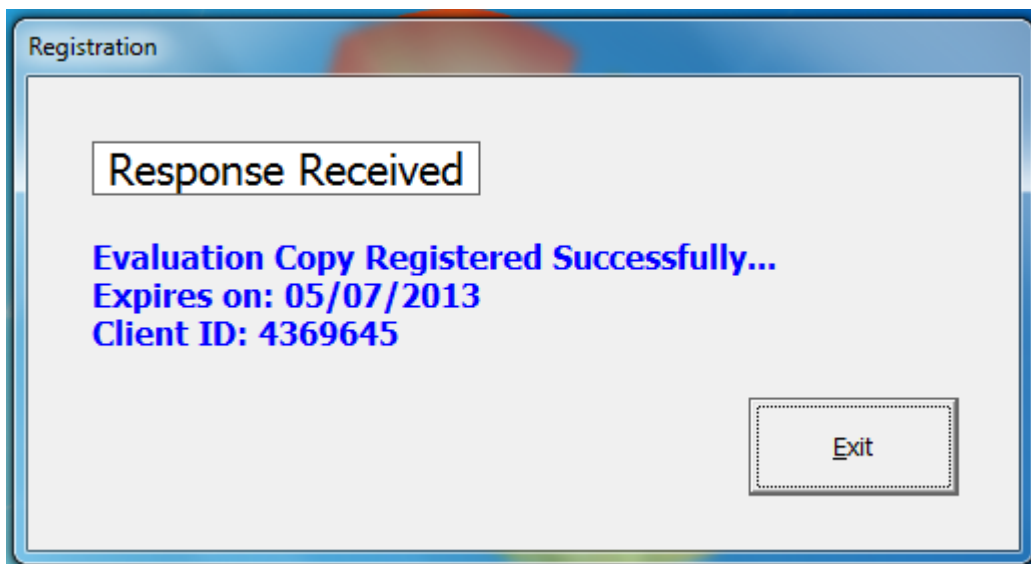 Registration
Response Received
Evaluation Copy Registered Successfully...
Expires on: 05/07/2013
Client ID: 4369645
Exit